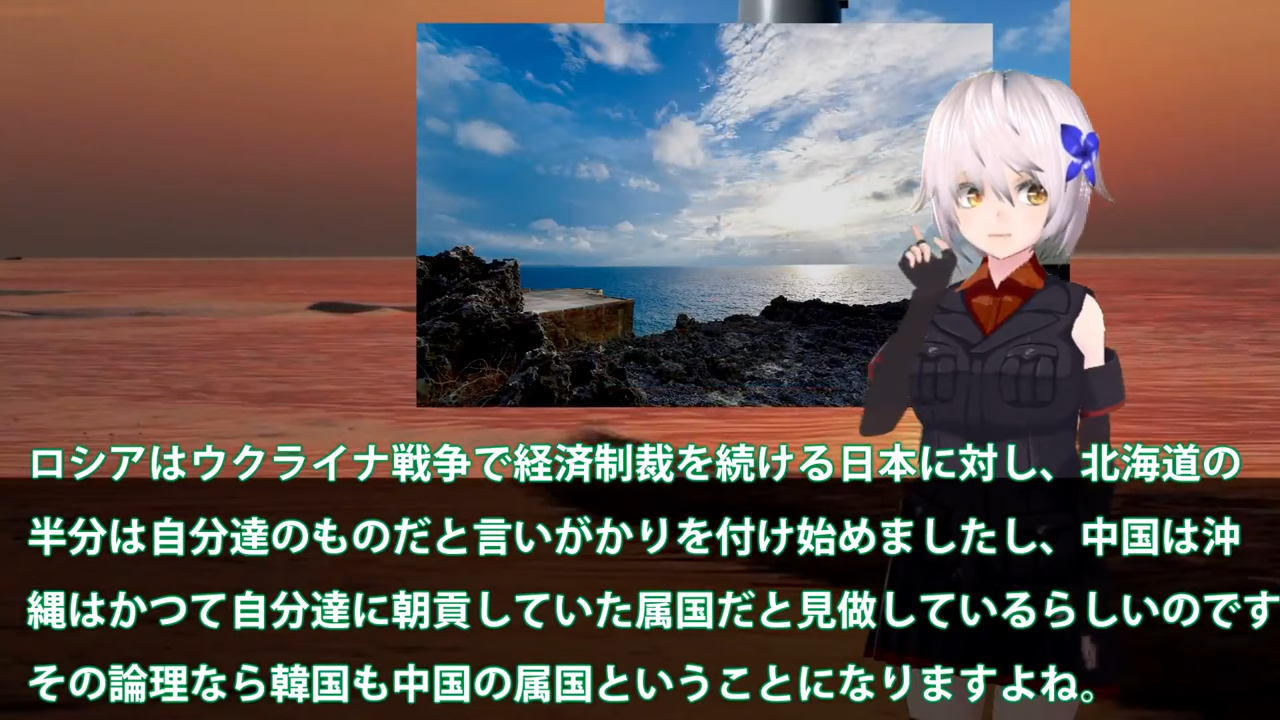 ロシアはウクライナ戦争で経済制裁を続ける日本に対し、北海道の
半分は自分達のものだと言いがかりを付け始めましたし、中国は沖
縄はかつて自分達に朝貢していた属国だと見做しているらしいのです
その論理なら韓国も中国の属国ということになりますよね。